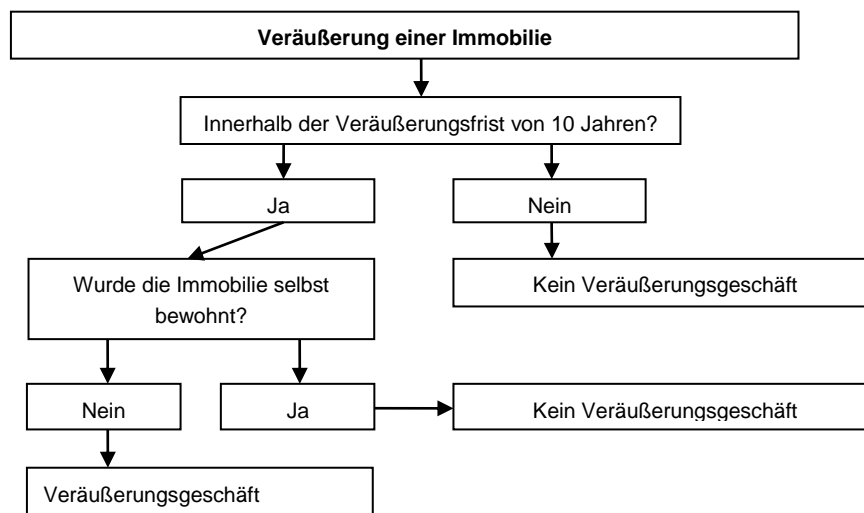 Veräußerung einer Immobilie
Innerhalb der Veräußerungsfrist von 10 Jahren?
Ja
Nein
Wurde die Immobilie selbst
bewohnt?
Kein Veräußerungsgeschäft
Nein
Ja
Kein Veräußerungsgeschäft
Veräußerungsgeschäft